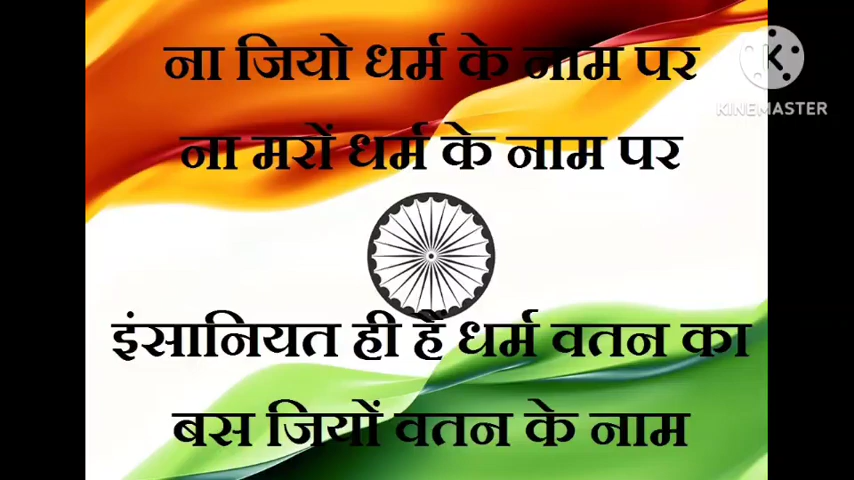 ना जियो धर्म के नाम पर
KINEMASTER
ना मरों धर्म के नाम पर
इंसानियत ही हैं धर्म वतन का
बस जियों वतन के नाम